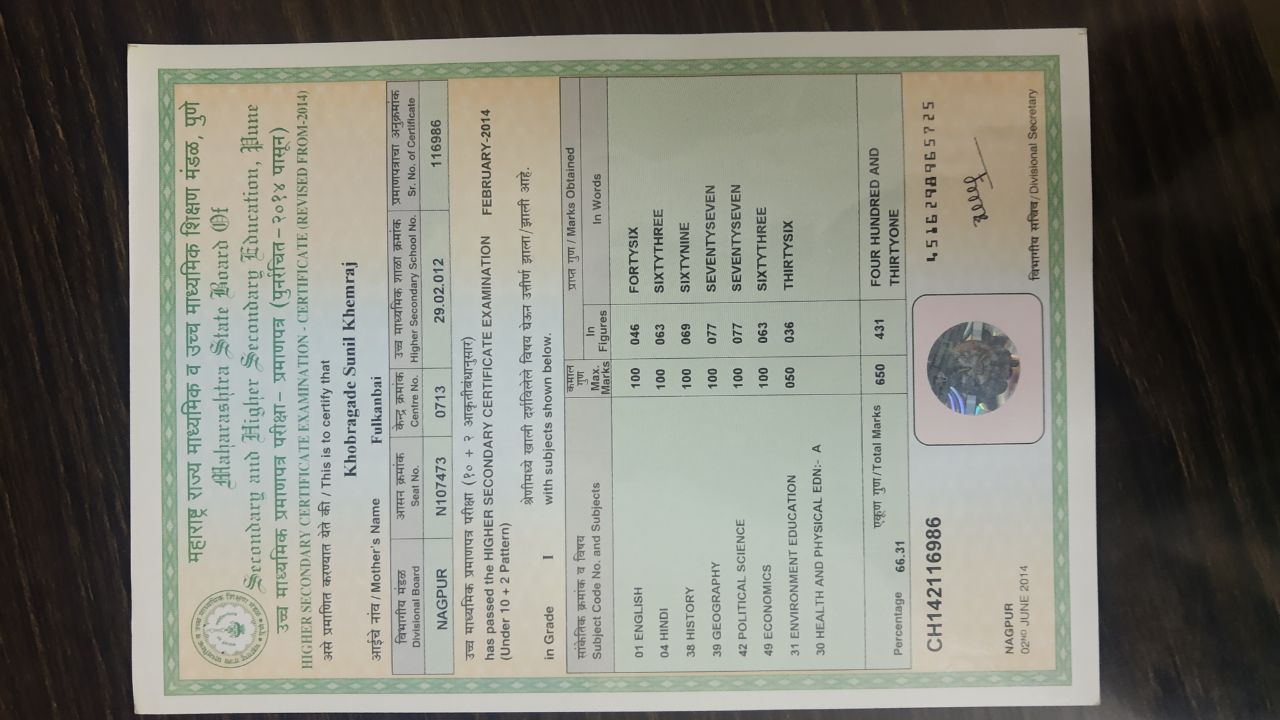 महाराष्ट्र राज्य माध्यमिक व उच्च माध्यमिक शिक्षण मंडळ, पुणे
Maharashtra State Board Of
Secondary and Higher Secondary Education, Pune
उच्च माध्यमिक प्रमाणपत्र परीक्षा – प्रमाणपत्र (पुनर्रचित – २०१४ पासून)
HIGHER SECONDARY CERTIFICATE EXAMINATION - CERTIFICATE (REVISED FROM-2014)
असे प्रमाणित करण्यात येते की / This is to certify that
Khobragade Sunil Khemraj
आईचे नांव / Mother's Name Fulkanbai
विभागीय मंडळ आसन क्रमांक केन्द्र क्रमांक उच्च माध्यमिक शाळा क्रमांक प्रमाणपत्राचा अनुक्रमांक
Divisional Board Seat No. Centre No. Higher Secondary School No. Sr. No. of Certificate
NAGPUR N107473 0713 29.02.012 116986
उच्च माध्यमिक प्रमाणपत्र परीक्षा (१० + २ आकृतीबंधानुसार)
has passed the HIGHER SECONDARY CERTIFICATE EXAMINATION FEBRUARY-2014
(Under 10 + 2 Pattern)
श्रेणीमध्ये खाली दर्शविलेले विषय घेऊन उत्तीर्ण झाला/झाली आहे.
in Grade I with subjects shown below.
सांकेतिक क्रमांक व विषय कमाल गुण प्राप्त गुण / Marks Obtained
Subject Code No. and Subjects Max. Marks In Figures In Words
01 ENGLISH 100 046 FORTYSIX
04 HINDI 100 063 SIXTYTHREE
38 HISTORY 100 069 SIXTYNINE
39 GEOGRAPHY 100 077 SEVENTYSEVEN
42 POLITICAL SCIENCE 100 077 SEVENTYSEVEN
49 ECONOMICS 100 063 SIXTYTHREE
31 ENVIRONMENT EDUCATION 050 036 THIRTYSIX
30 HEALTH AND PHYSICAL EDN:- A
एकूण गुण/Total Marks 650 431 FOUR HUNDRED AND
Percentage 66.31 THIRTYONE
CH142116986
4516298965725
NAGPUR
02ND JUNE 2014
विभागीय सचिव/Divisional Secretary